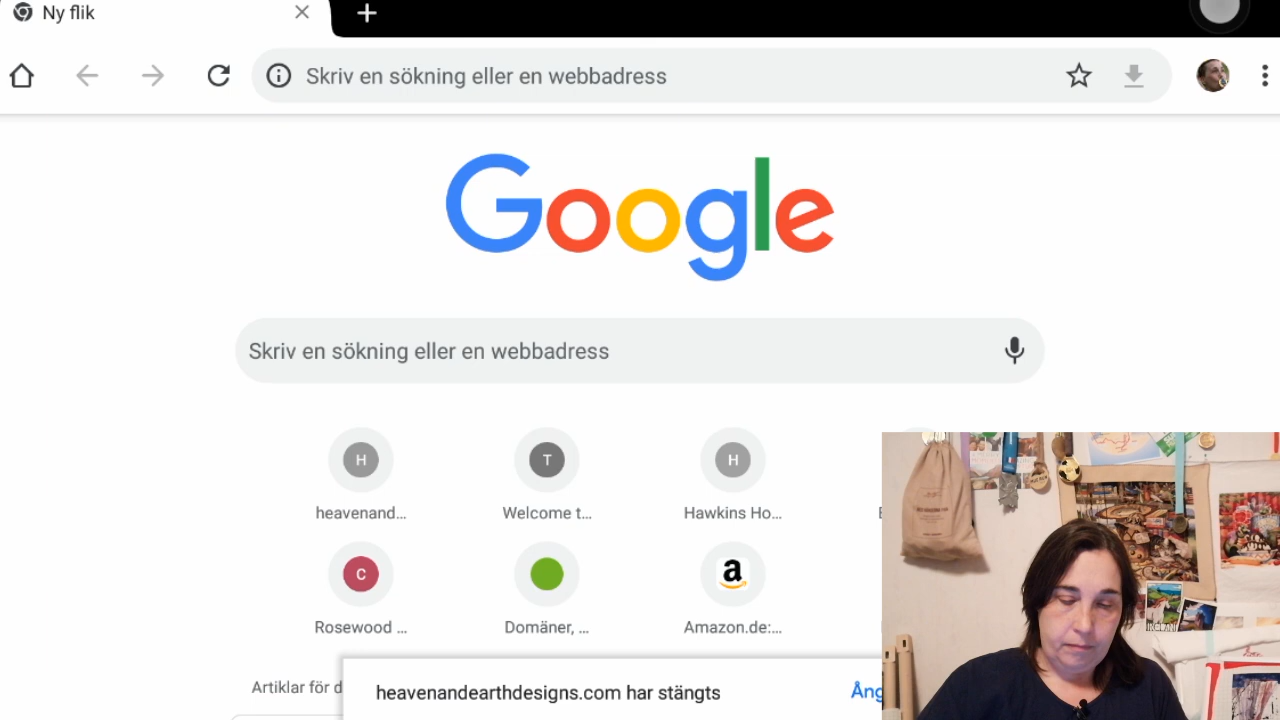 Ny flik
Skriv en sökning eller en webbadress
Google
Skriv en sökning eller en webbadress
H
T
H
heavenand...
Welcome t...
Hawkins Ho...
C
a
Rosewood ...
Domäner, ...
Amazon.de:...
Artiklar för d
heavenandearthdesigns.com har stängts
Ång
IRELAND